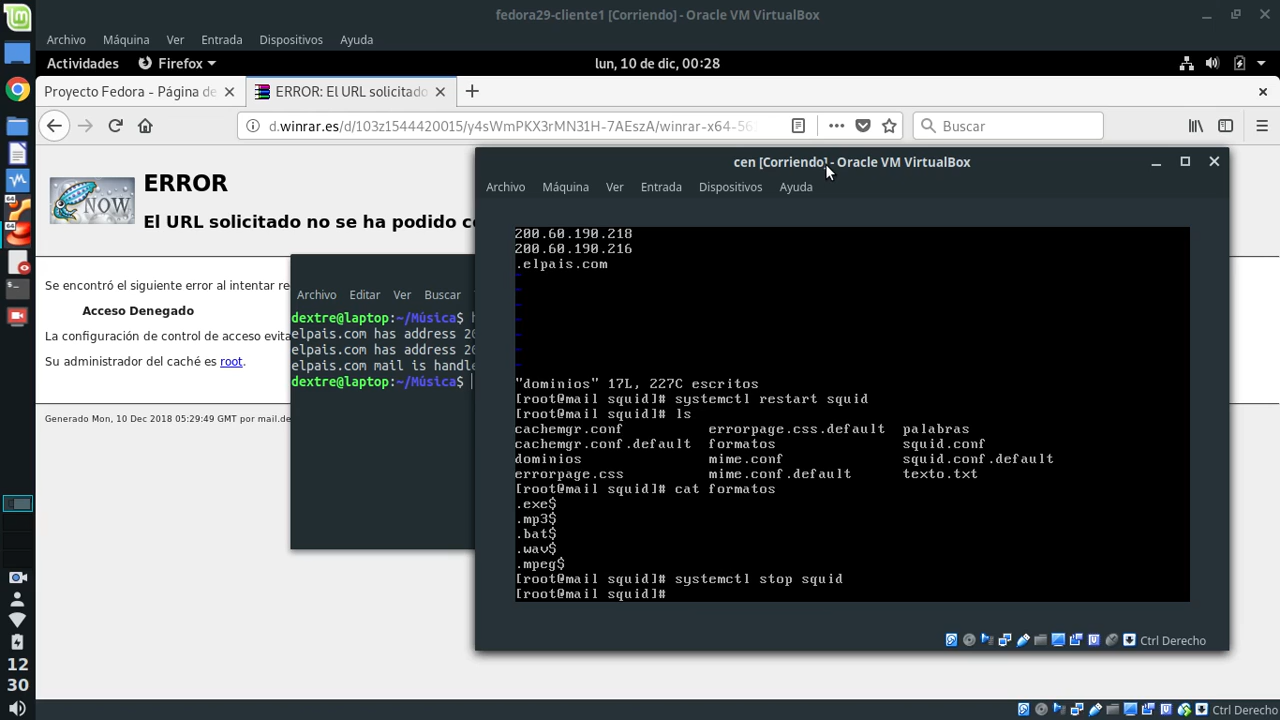 fedora29-cliente1 [Corriendo] - Oracle VM VirtualBox
Archivo Máquina Ver Entrada Dispositivos Ayuda
Actividades Firefox lun, 10 de dic, 00:28
Proyecto Fedora - Página de ERROR: El URL solicitado
d.winrar.es/d/103z1544420015/y4sWmPKX3rMN31H-7AEszA/winrar-x64-56 Buscar
NOW
ERROR
El URL solicitado no se ha podido
Se encontró el siguiente error al intentar
Acceso Denegado
La configuración de control de acceso
Su administrador del caché es root.
Generado Mon, 10 Dec 2018 05:29:49 GMT por mail.de
Archivo Editar Ver Buscar
dextre@laptop:~/Música$
elpais.com has address
elpais.com has address
elpais.com mail is
dextre@laptop:~/Música$
cen [Corriendo] - Oracle VM VirtualBox
Archivo Máquina Ver Entrada Dispositivos Ayuda
200.60.190.218
200.60.190.216
.elpais.com
~
~
~
~
~
~
~
"dominios" 17L, 227C escritos
[root@mail squid]# systemctl restart squid
[root@mail squid]# ls
cachemgr.conf errorpage.css.default palabras
cachemgr.conf.default formatos squid.conf
dominios mime.conf squid.conf.default
errorpage.css mime.conf.default texto.txt
[root@mail squid]# cat formatos
.exe$
.mp3$
.bat$
.wav$
.mpeg$
[root@mail squid]# systemctl stop squid
[root@mail squid]#
Ctrl Derecho
12
30
Ctrl Derecho